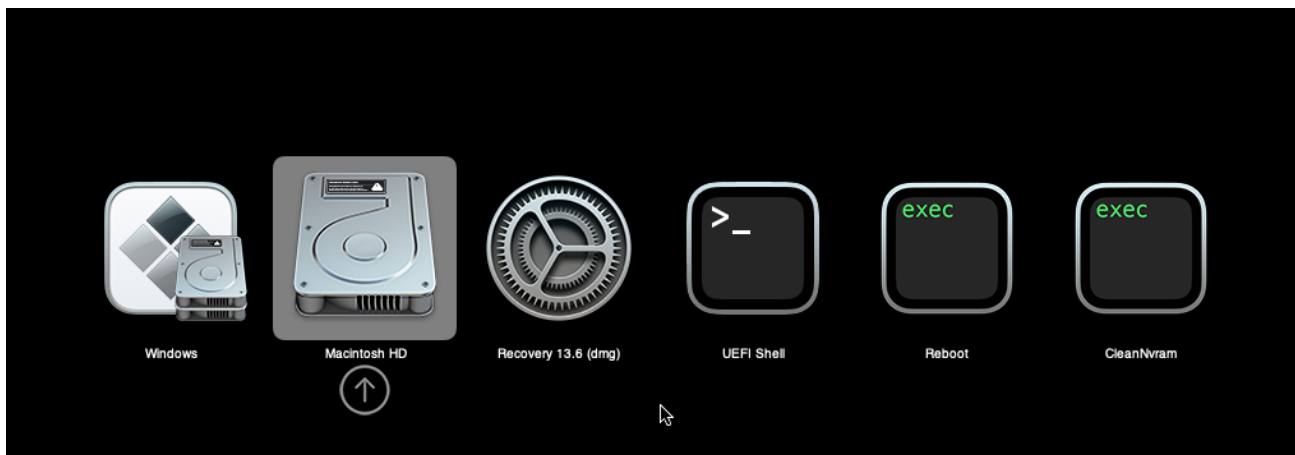 >_
exec
exec
Windows
Macintosh HD
Recovery 13.6 (dmg)
UEFI Shell
Reboot
CleanNvram